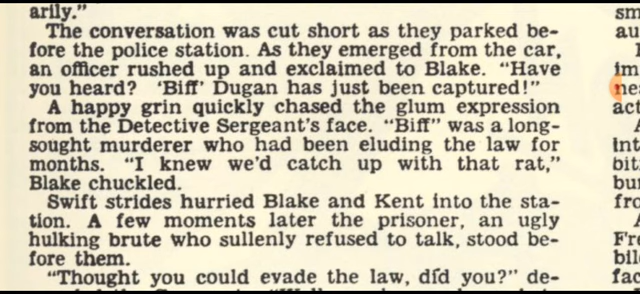 arily."
The conversation was cut short as they parked be-
fore the police station. As they emerged from the car,
an officer rushed up and exclaimed to Blake. "Have
you heard? 'Biff' Dugan has just been captured!"
A happy grin quickly chased the glum expression
from the Detective Sergeant's face. "Biff" was a long-
sought murderer who had been eluding the law for
months. "I knew we'd catch up with that rat,"
Blake chuckled.
Swift strides hurried Blake and Kent into the sta-
tion. A few moments later the prisoner, an ugly
hulking brute who sullenly refused to talk, stood be-
fore them.
"Thought you could evade the law, did you?" de-